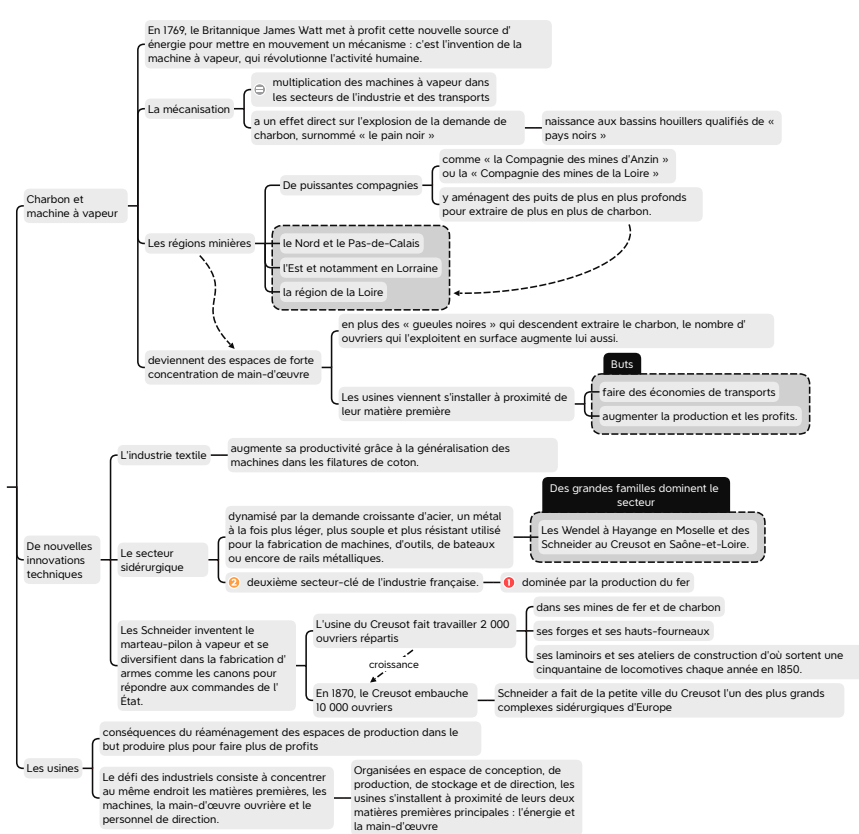 En 1769, le Britannique James Watt met à profit cette nouvelle source d'
énergie pour mettre en mouvement un mécanisme : c'est l'invention de la
machine à vapeur, qui révolutionne l'activité humaine.
La mécanisation
multiplication des machines à vapeur dans
les secteurs de l'industrie et des transports
a un effet direct sur l'explosion de la demande de
charbon, surnommé « le pain noir »
naissance aux bassins houillers qualifiés de «
pays noirs »
Charbon et
machine à vapeur
Les régions minières
De puissantes compagnies
comme « la Compagnie des mines d'Anzin »
ou la « Compagnie des mines de la Loire »
y aménagent des puits de plus en plus profonds
pour extraire de plus en plus de charbon.
le Nord et le Pas-de-Calais
l'Est et notamment en Lorraine
la région de la Loire
deviennent des espaces de forte
concentration de main-d'œuvre
en plus des « gueules noires » qui descendent extraire le charbon, le nombre d'
ouvriers qui l'exploitent en surface augmente lui aussi.
Les usines viennent s'installer à proximité de
leur matière première
Buts
faire des économies de transports
augmenter la production et les profits.
De nouvelles
innovations
techniques
L'industrie textile
augmente sa productivité grâce à la généralisation des
machines dans les filatures de coton.
Le secteur
sidérurgique
dynamisé par la demande croissante d'acier, un métal
à la fois plus léger, plus souple et plus résistant utilisé
pour la fabrication de machines, d'outils, de bateaux
ou encore de rails métalliques.
Des grandes familles dominent le
secteur
Les Wendel à Hayange en Moselle et des
Schneider au Creusot en Saône-et-Loire.
2 deuxième secteur-clé de l'industrie française.
1 dominée par la production du fer
Les Schneider inventent le
marteau-pilon à vapeur et se
diversifient dans la fabrication d'
armes comme les canons pour
répondre aux commandes de l'
État.
L'usine du Creusot fait travailler 2 000
ouvriers répartis
dans ses mines de fer et de charbon
ses forges et ses hauts-fourneaux
ses laminoirs et ses ateliers de construction d'où sortent une
cinquantaine de locomotives chaque année en 1850.
croissance
En 1870, le Creusot embauche
10 000 ouvriers
Schneider a fait de la petite ville du Creusot l'un des plus grands
complexes sidérurgiques d'Europe
Les usines
conséquences du réaménagement des espaces de production dans le
but produire plus pour faire plus de profits
Le défi des industriels consiste à concentrer
au même endroit les matières premières, les
machines, la main-d'œuvre ouvrière et le
personnel de direction.
Organisées en espace de conception, de
production, de stockage et de direction, les
usines s'installent à proximité de leurs deux
matières premières principales : l'énergie et
la main-d'œuvre